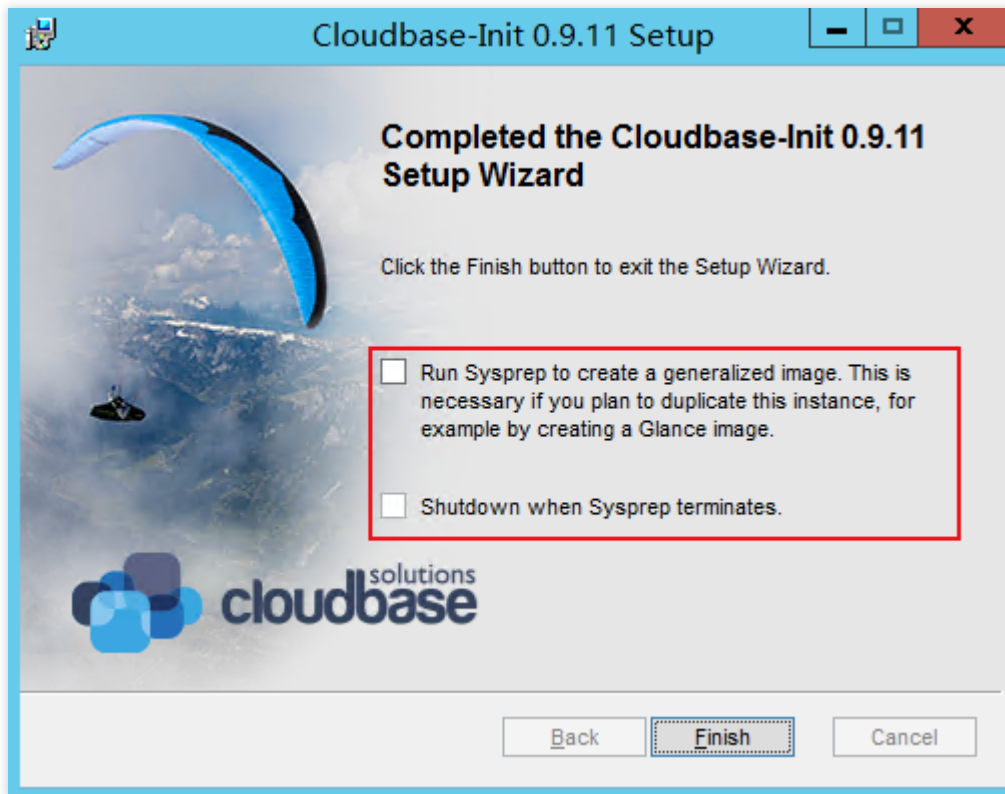 Cloudbase-Init 0.9.11 Setup
Completed the Cloudbase-Init 0.9.11
Setup Wizard
Click the Finish button to exit the Setup Wizard.
Run Sysprep to create a generalized image. This is
necessary if you plan to duplicate this instance, for
example by creating a Glance image.
Shutdown when Sysprep terminates.
solutions
cloudbase
Back
Finish
Cancel